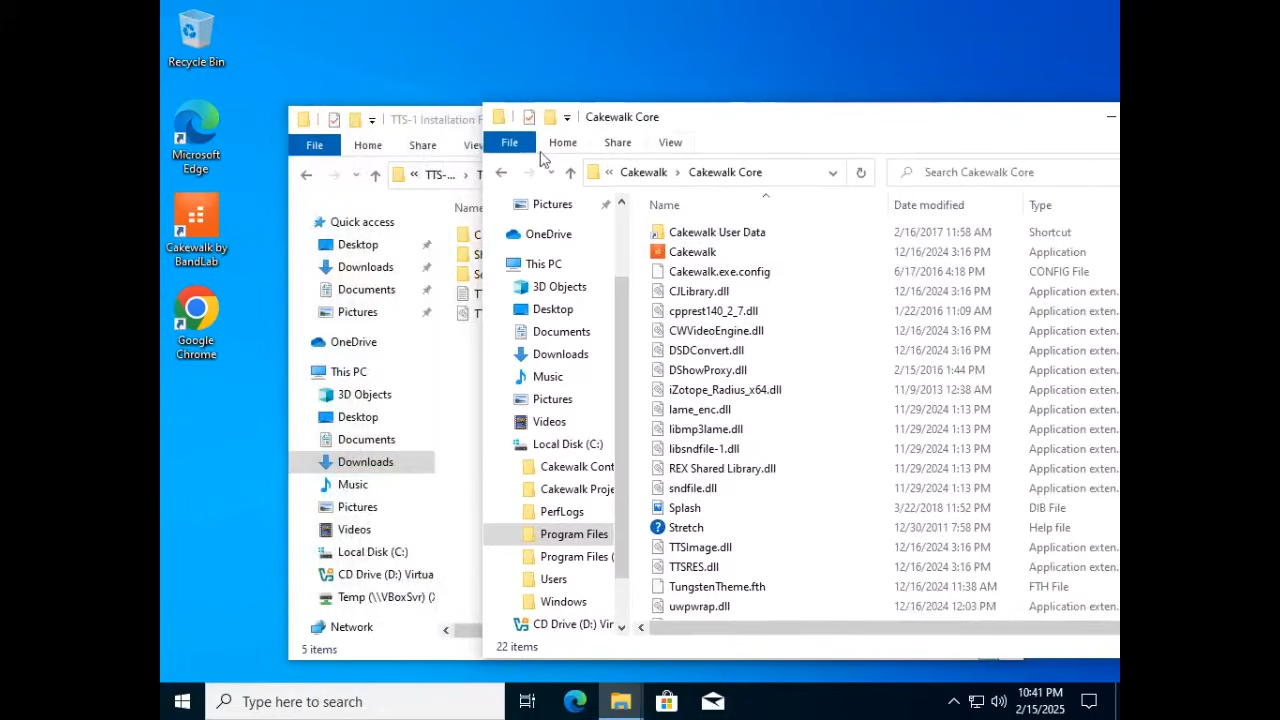 Recycle Bin
Microsoft
Edge
Cakewalk by
BandLab
Google
Chrome
TTS-1 Installation F
File
Home
Share
« TTS-... >
Name
Quick access
Desktop
Downloads
Documents
Pictures
OneDrive
This PC
3D Objects
Desktop
Documents
Downloads
Music
Pictures
Videos
Local Disk (C:)
CD Drive (D:) Virtua
Temp (\\VBoxSvr) (
Network
5 items
Cakewalk Core
File
Home
Share
View
« Cakewalk > Cakewalk Core
Search Cakewalk Core
Pictures
OneDrive
This PC
3D Objects
Desktop
Documents
Downloads
Music
Pictures
Videos
Local Disk (C:)
Cakewalk Cont
Cakewalk Proje
PerfLogs
Program Files
Program Files (
Users
Windows
CD Drive (D:) Vir
Name Date modified Type
Cakewalk User Data 2/16/2017 11:58 AM Shortcut
Cakewalk 12/16/2024 3:16 PM Application
Cakewalk.exe.config 6/17/2016 4:18 PM CONFIG File
CJLibrary.dll 12/16/2024 3:16 PM Application exten.
cpprest140_2_7.dll 1/22/2016 11:09 AM Application exten.
CWVideoEngine.dll 12/16/2024 3:16 PM Application exten.
DSDConvert.dll 12/16/2024 3:16 PM Application exten.
DShowProxy.dll 2/15/2016 1:44 PM Application exten.
iZotope_Radius_x64.dll 11/9/2013 12:38 AM Application exten.
lame_enc.dll 11/29/2024 1:13 PM Application exten.
libmp3lame.dll 11/29/2024 1:13 PM Application exten.
libsndfile-1.dll 11/29/2024 1:13 PM Application exten.
REX Shared Library.dll 11/29/2024 1:13 PM Application exten.
sndfile.dll 11/29/2024 1:13 PM Application exten.
Splash 3/22/2018 11:52 PM DIB File
Stretch 12/30/2011 7:58 PM Help file
TTSImage.dll 12/16/2024 3:16 PM Application exten.
TTSRES.dll 12/16/2024 3:16 PM Application exten.
TungstenTheme.fth 12/16/2024 11:38 AM FTH File
uwpwrap.dll 12/16/2024 12:03 PM Application exten.
22 items
Type here to search
10:41 PM
2/15/2025